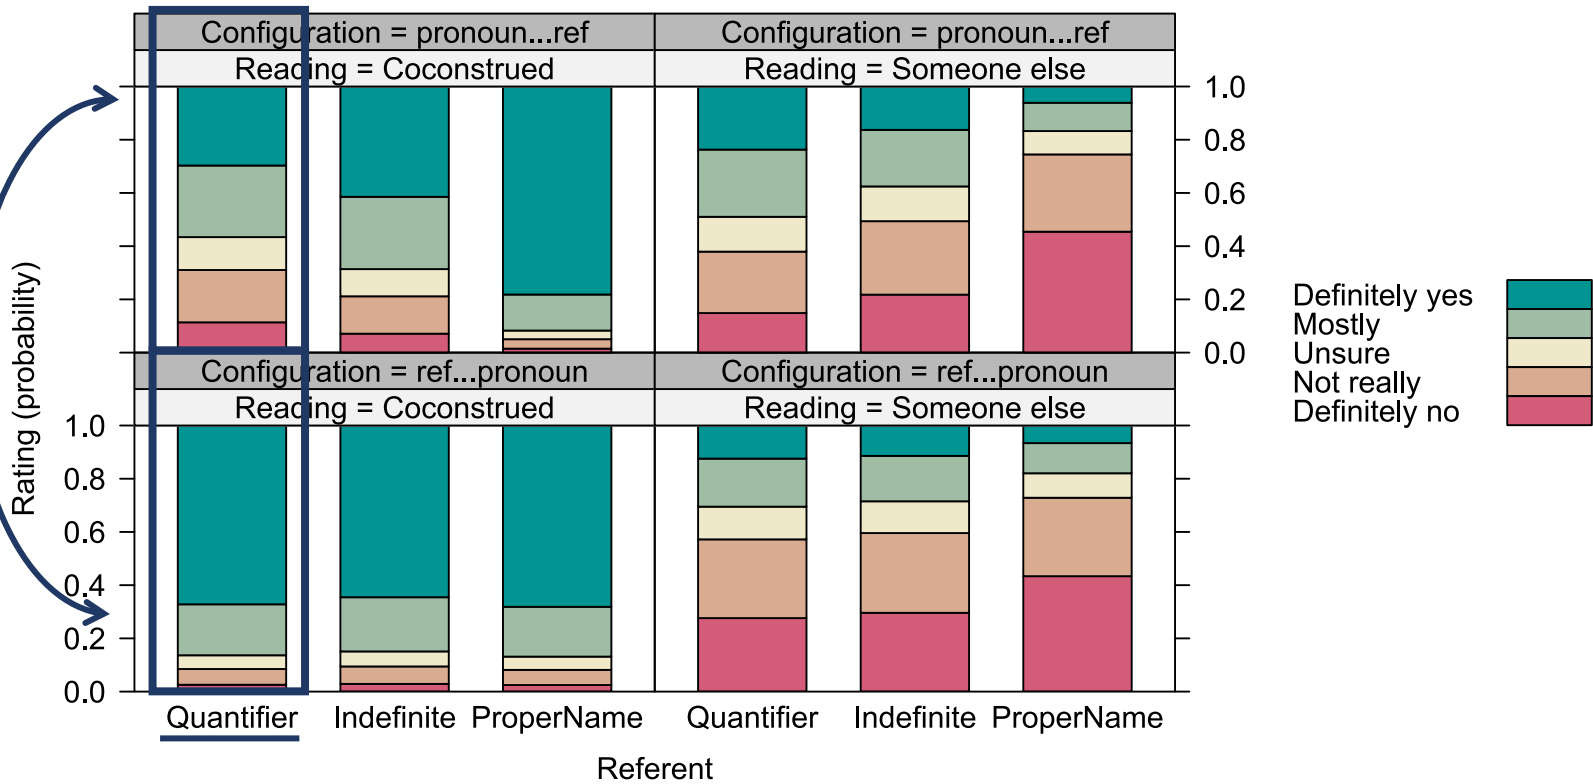 Configuration = pronoun...ref
Configuration = pronoun...ref
Reading = Coconstrued
Reading = Someone else
1.0
0.8
0.6
0.4
0.2
0.0
Configuration = ref...pronoun
Configuration = ref...pronoun
Reading = Coconstrued
Reading = Someone else
1.0
0.8
0.6
0.4
0.2
0.0
Rating (probability)
Quantifier
Indefinite
ProperName
Quantifier
Indefinite
ProperName
Referent
Definitely yes
Mostly
Unsure
Not really
Definitely no